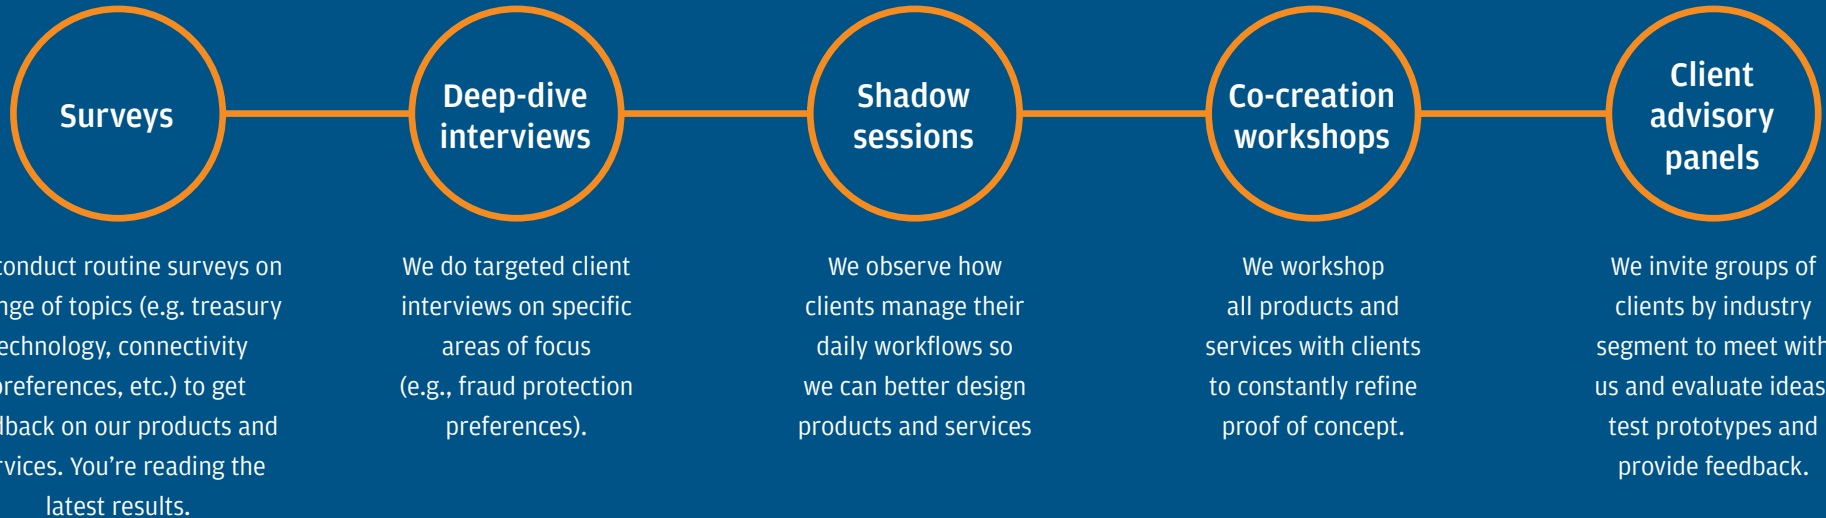 Surveys
conduct routine surveys on
of topics (e.g. treasury
connectivity
preferences, etc.) to get
on our products and
You’re reading the
latest results.
Deep-dive
interviews
We do targeted client
interviews on specific
areas of focus
(e.g., fraud protection
preferences).
Shadow
sessions
We observe how
clients manage their
daily workflows so
we can better design
products and services
Co-creation
workshops
We workshop
all products and
services with clients
to constantly refine
proof of concept.
Client
advisory
panels
We invite groups of
clients by industry
segment to meet with
us and evaluate ideas
test prototypes and
provide feedback.